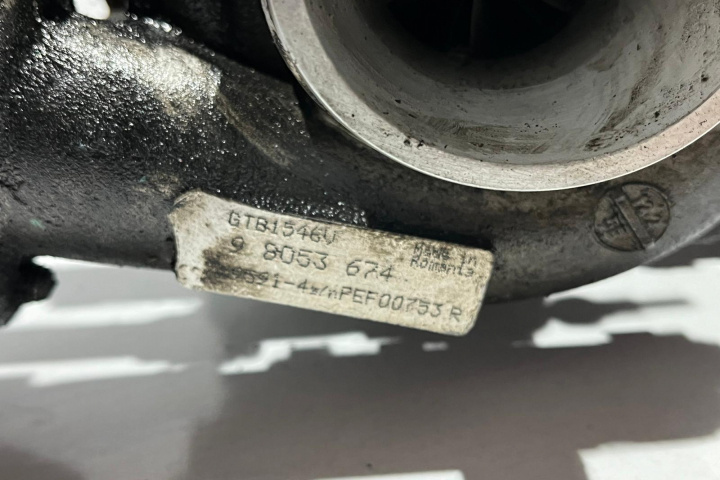 GTB1546V
Made in
Romania
9 8053 674
PEF00753 R